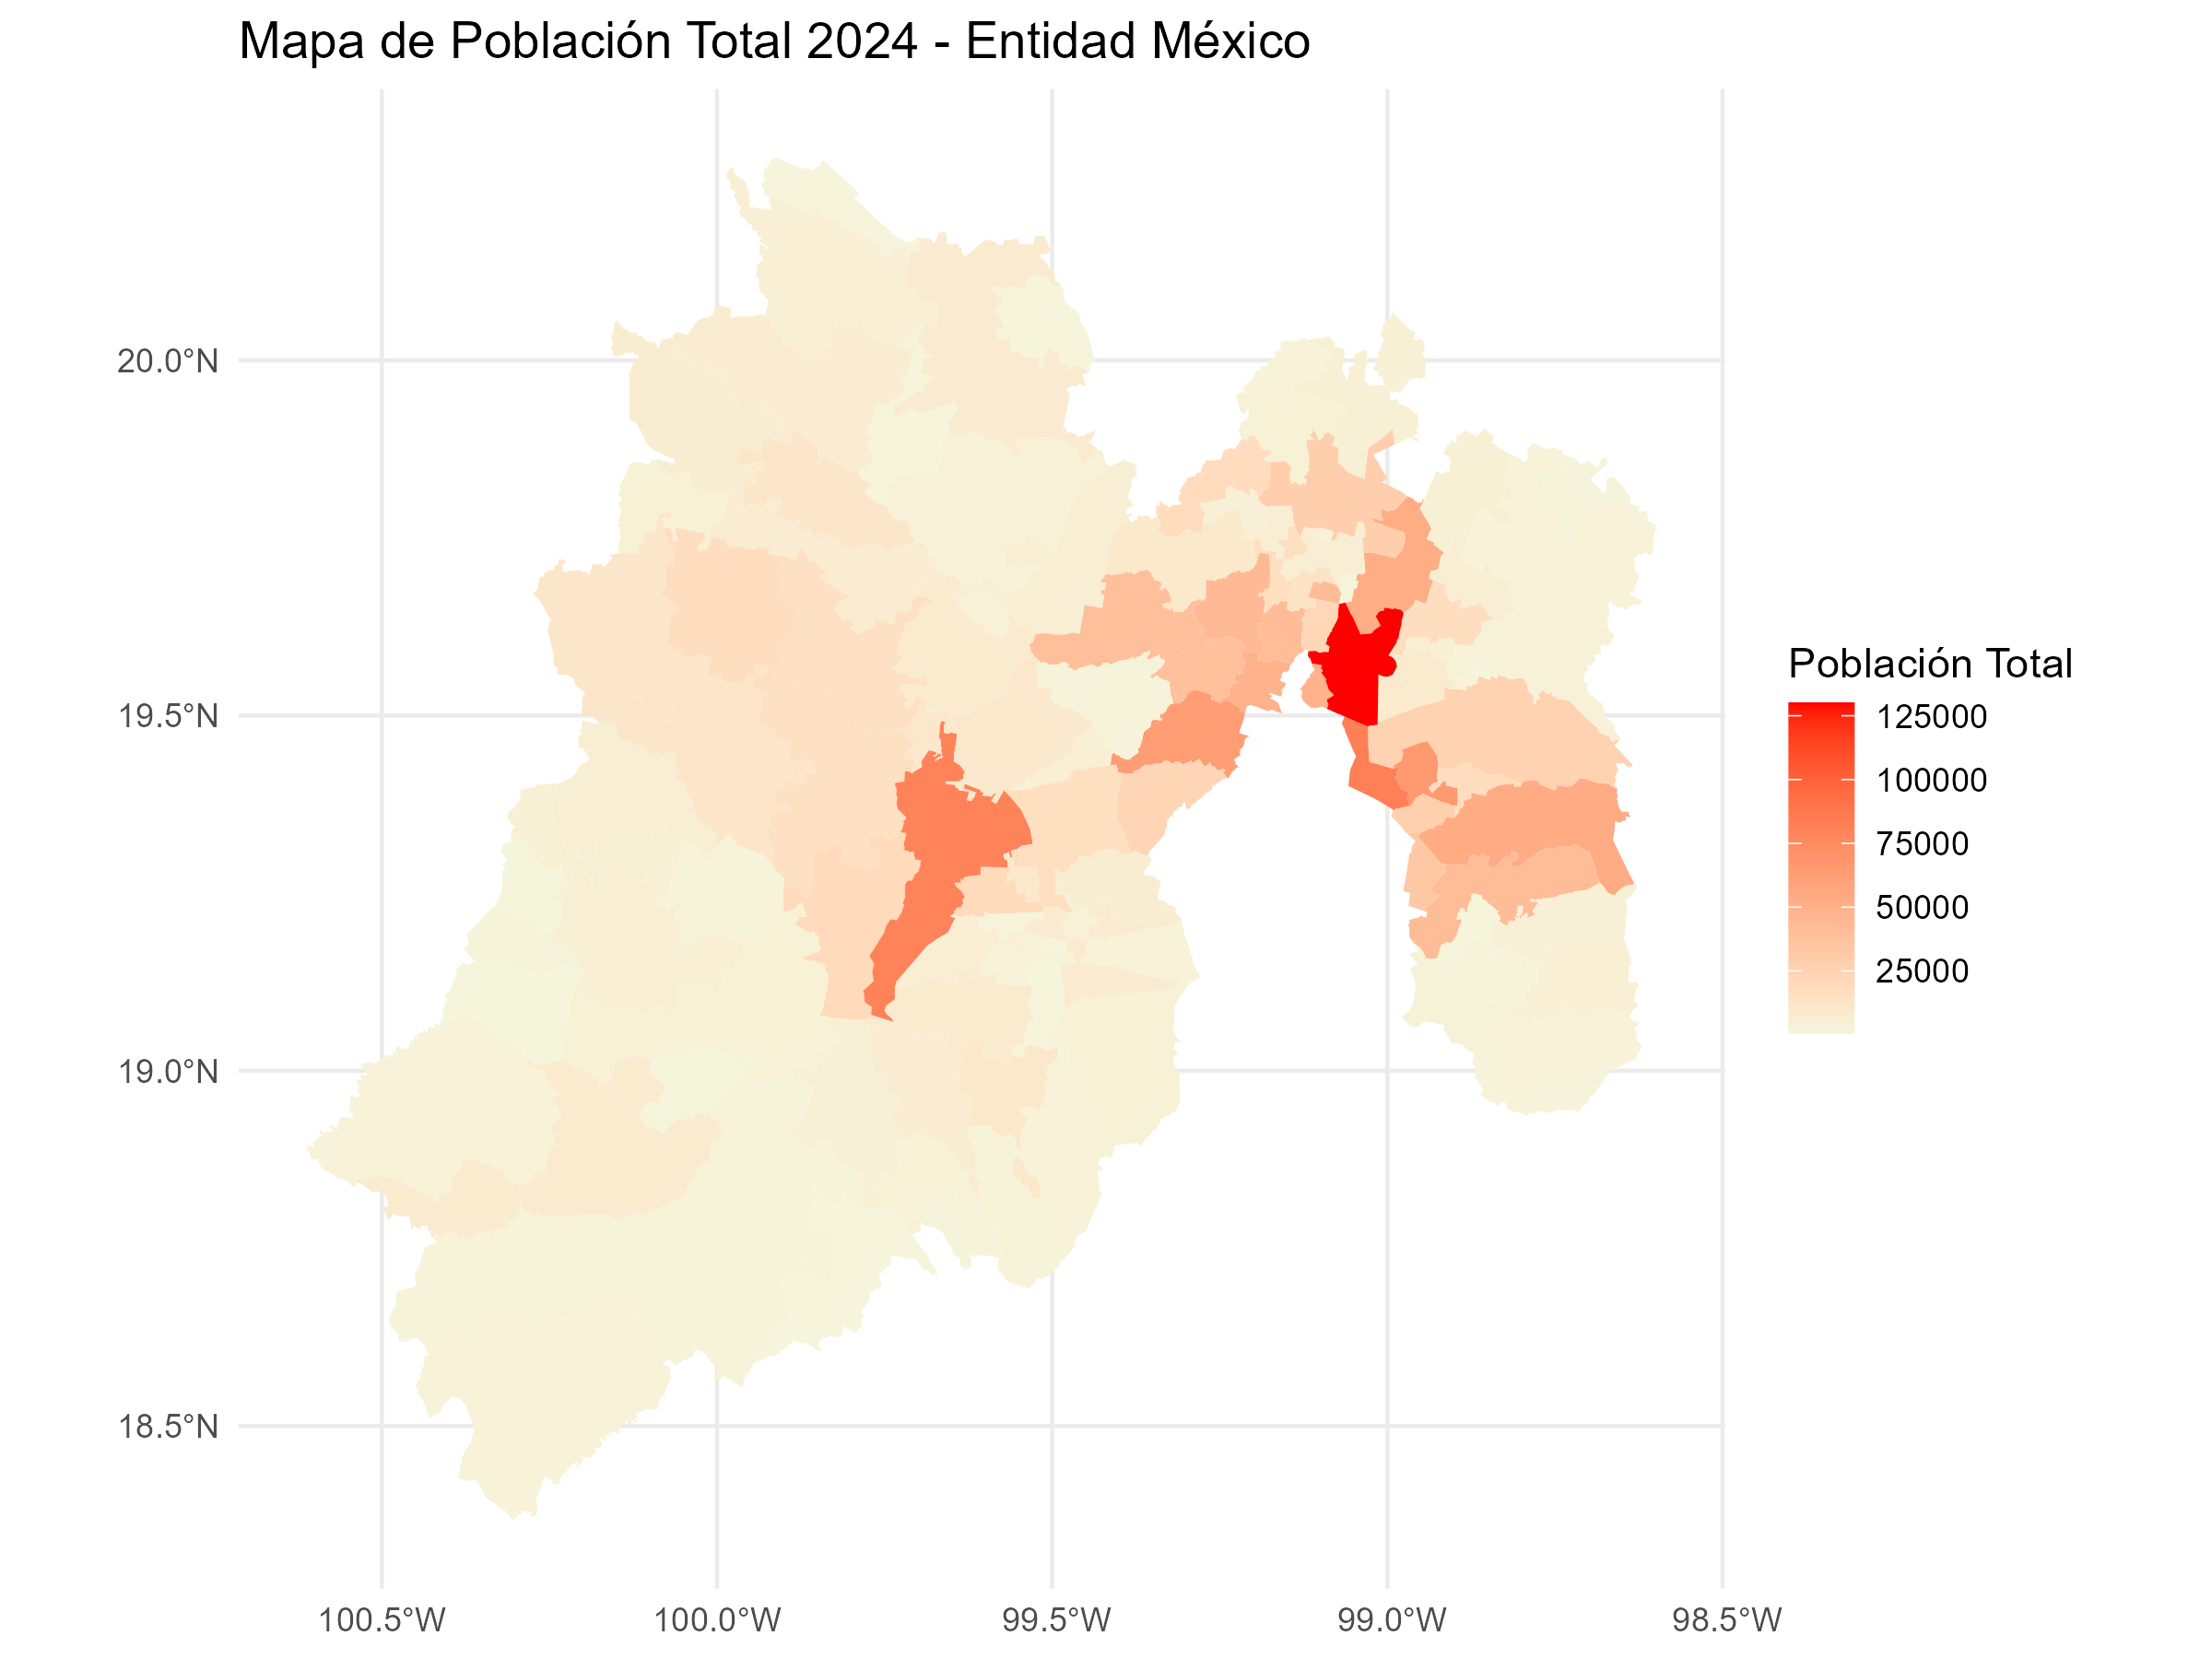 Mapa de Población Total 2024 - Entidad México
20.0°N
19.5°N
19.0°N
18.5°N
100.5°W
100.0°W
99.5°W
99.0°W
98.5°W
Población Total
125000
100000
75000
50000
25000